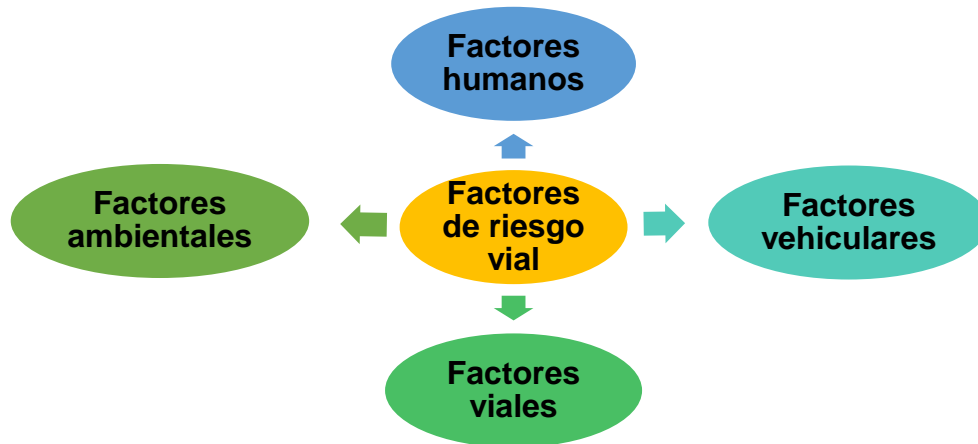 Factores
humanos
Factores
ambientales
Factores
de riesgo
vial
Factores
vehiculares
Factores
viales